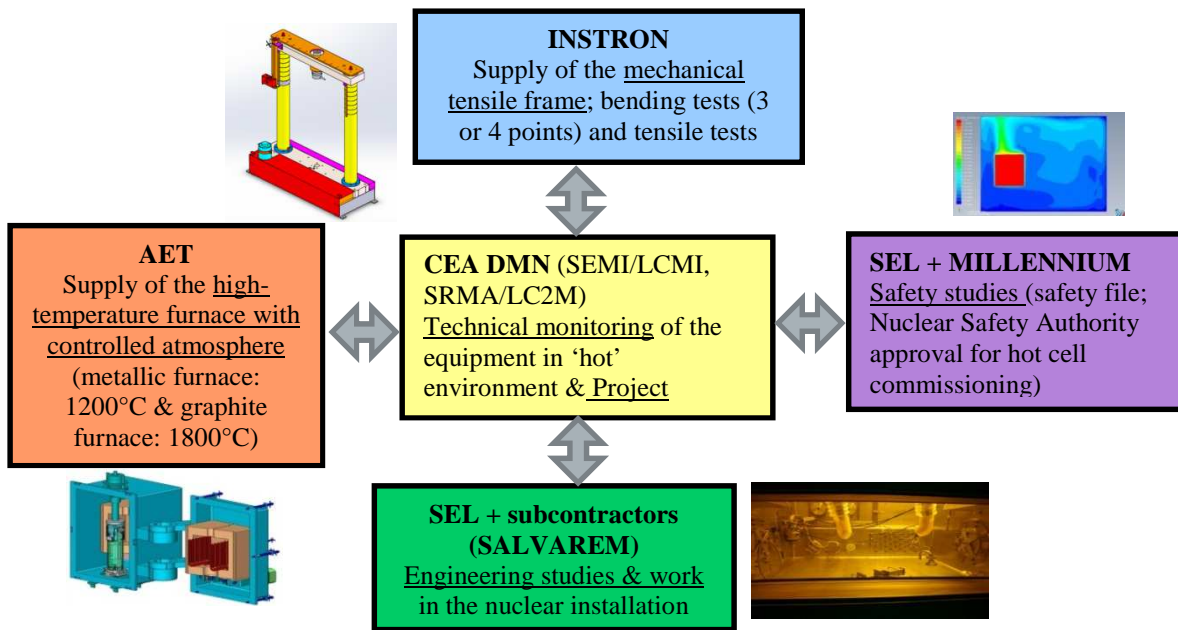 INSTRON
Supply of the mechanical
tensile frame; bending tests (3
or 4 points) and tensile tests
AET
Supply of the high-
temperature furnace with
controlled atmosphere
(metallic furnace:
1200°C & graphite
furnace: 1800°C)
CEA DMN (SEMI/LCMI,
SRMA/LC2M)
Technical monitoring of the
equipment in ‘hot’
environment & Project
SEL + MILLENNIUM
Safety studies (safety file;
Nuclear Safety Authority
approval for hot cell
commissioning)
SEL + subcontractors
(SALVAREM)
Engineering studies & work
in the nuclear installation